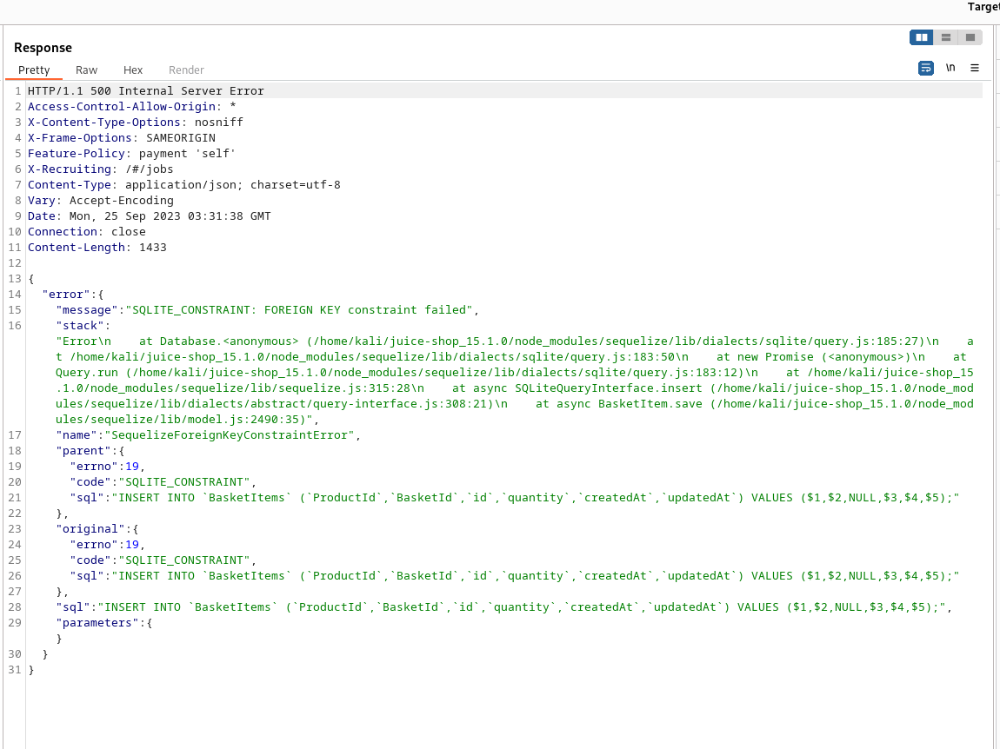 Target
Response
Pretty Raw Hex Render
\n
1 HTTP/1.1 500 Internal Server Error
2 Access-Control-Allow-Origin: *
3 X-Content-Type-Options: nosniff
4 X-Frame-Options: SAMEORIGIN
5 Feature-Policy: payment 'self'
6 X-Recruiting: /#/jobs
7 Content-Type: application/json; charset=utf-8
8 Vary: Accept-Encoding
9 Date: Mon, 25 Sep 2023 03:31:38 GMT
10 Connection: close
11 Content-Length: 1433
12
13 {
14 "error":{
15 "message":"SQLITE_CONSTRAINT: FOREIGN KEY constraint failed",
16 "stack":
"Error\n    at Database.<anonymous> (/home/kali/juice-shop_15.1.0/node_modules/sequelize/lib/dialects/sqlite/query.js:185:27)\n    a
t /home/kali/juice-shop_15.1.0/node_modules/sequelize/lib/dialects/sqlite/query.js:183:50\n    at new Promise (<anonymous>)\n    at
Query.run (/home/kali/juice-shop_15.1.0/node_modules/sequelize/lib/dialects/sqlite/query.js:183:12)\n    at /home/kali/juice-shop_15
.1.0/node_modules/sequelize/lib/sequelize.js:315:28\n    at async SQLiteQueryInterface.insert (/home/kali/juice-shop_15.1.0/node_mod
ules/sequelize/lib/dialects/abstract/query-interface.js:308:21)\n    at async BasketItem.save (/home/kali/juice-shop_15.1.0/node_mod
ules/sequelize/lib/model.js:2490:35)",
17 "name":"SequelizeForeignKeyConstraintError",
18 "parent":{
19 "errno":19,
20 "code":"SQLITE_CONSTRAINT",
21 "sql":"INSERT INTO `BasketItems` (`ProductId`,`BasketId`,`id`,`quantity`,`createdAt`,`updatedAt`) VALUES ($1,$2,NULL,$3,$4,$5);"
22 },
23 "original":{
24 "errno":19,
25 "code":"SQLITE_CONSTRAINT",
26 "sql":"INSERT INTO `BasketItems` (`ProductId`,`BasketId`,`id`,`quantity`,`createdAt`,`updatedAt`) VALUES ($1,$2,NULL,$3,$4,$5);"
27 },
28 "sql":"INSERT INTO `BasketItems` (`ProductId`,`BasketId`,`id`,`quantity`,`createdAt`,`updatedAt`) VALUES ($1,$2,NULL,$3,$4,$5);",
29 "parameters":{
}
30 }
31 }